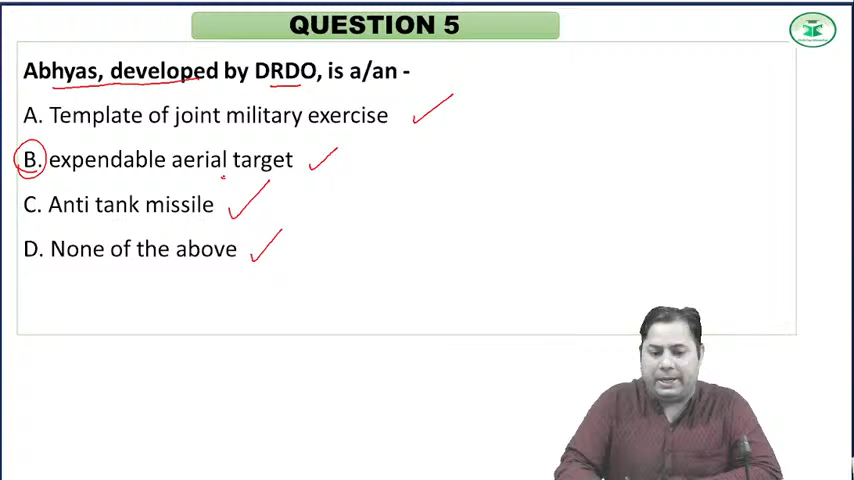 QUESTION 5
Abhyas, developed by DRDO, is a/an -
A. Template of joint military exercise
B. expendable aerial target
C. Anti tank missile
D. None of the above